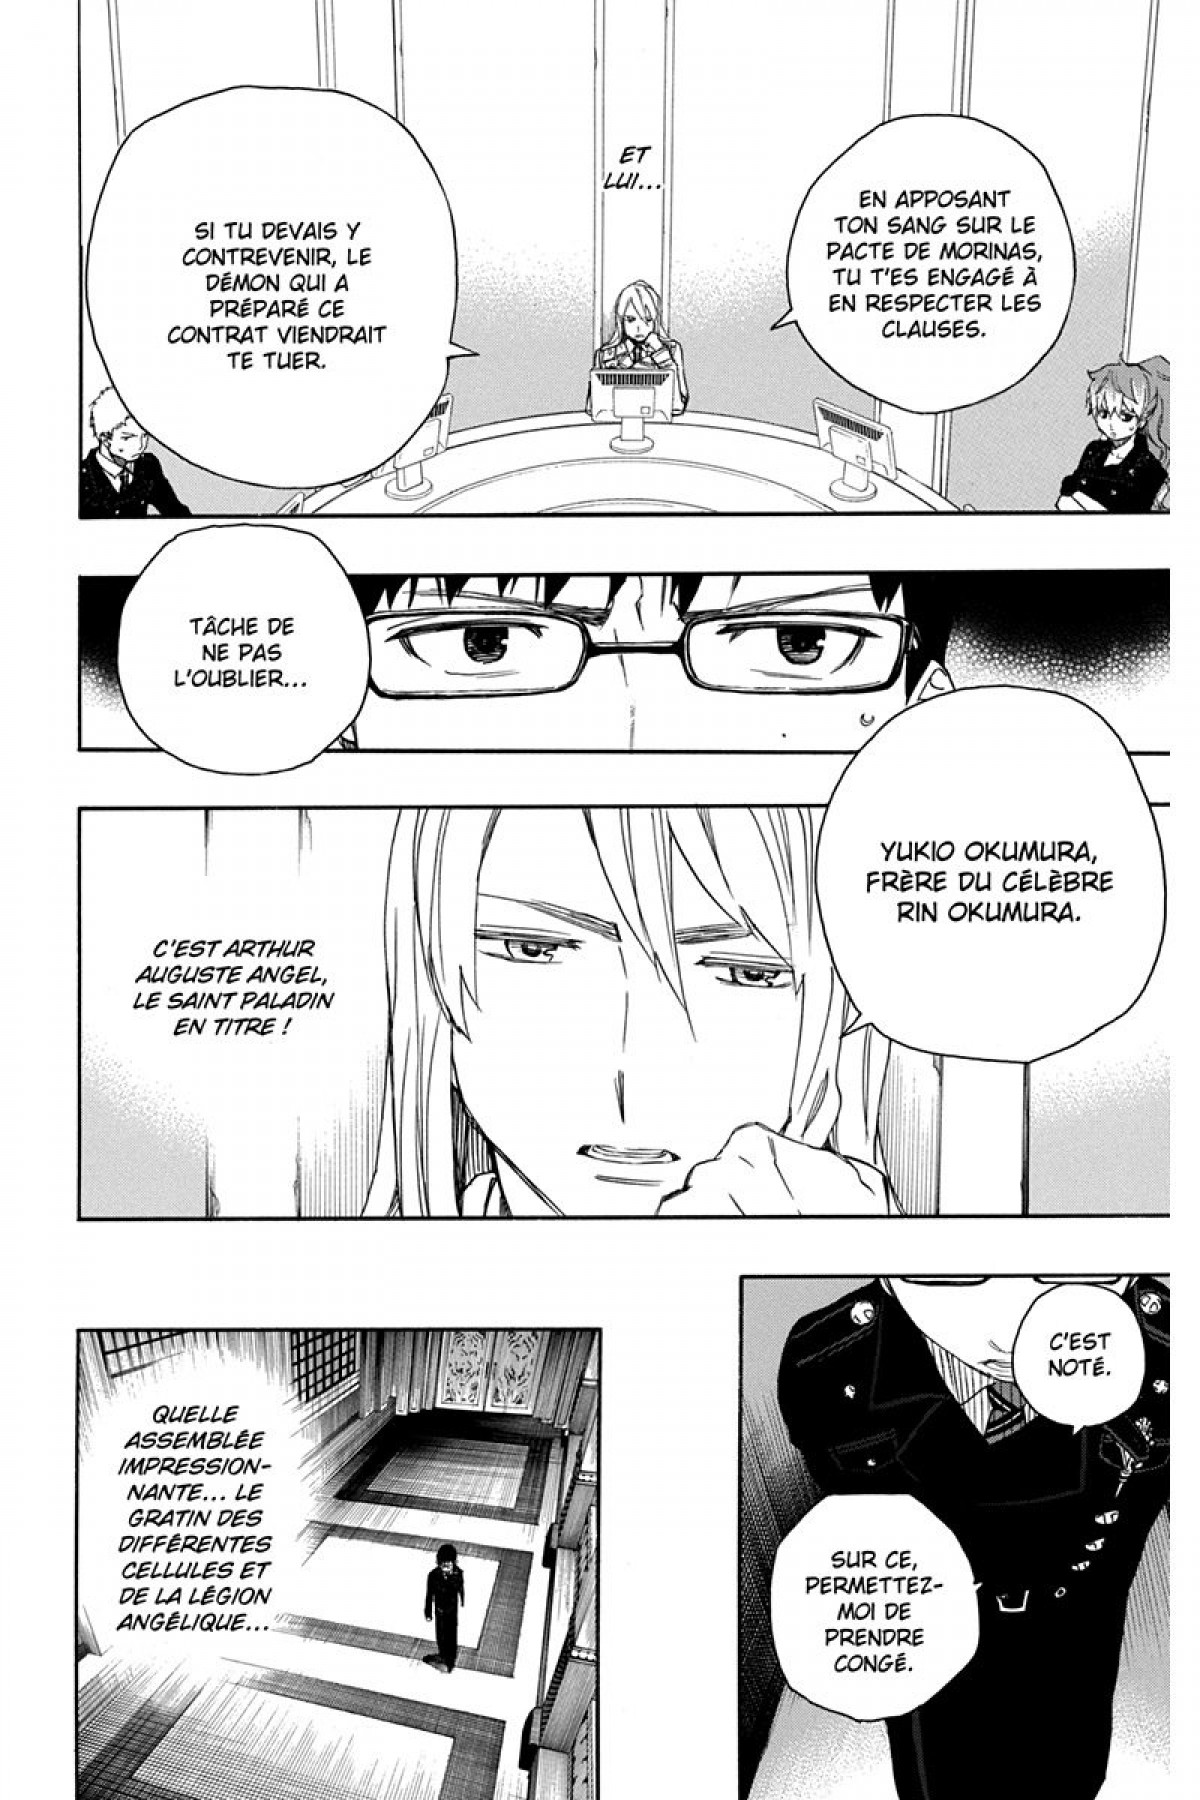 EN APPOSANT
TON SANG SUR LE
PACTE DE MORINAS,
TU T'ES ENGAGÉ À
EN RESPECTER LES
CLAUSES.
ET
LUI...
SI TU DEVAIS Y
CONTREVENIR, LE
DÉMON QUI A
PRÉPARÉ CE
CONTRAT VIENDRAIT
TE TUER.
TÂCHE DE
NE PAS
L'OUBLIER...
YUKIO OKUMURA,
FRÈRE DU CÉLÈBRE
RIN OKUMURA.
C'EST ARTHUR
AUGUSTE ANGEL,
LE SAINT PALADIN
EN TITRE !
C'EST
NOTÉ.
SUR CE,
PERMETTEZ-
MOI DE
PRENDRE
CONGÉ.
QUELLE
ASSEMBLÉE
IMPRESSION-
NANTE... LE
GRATIN DES
DIFFÉRENTES
CELLULES ET
DE LA LÉGION
ANGÉLIQUE...